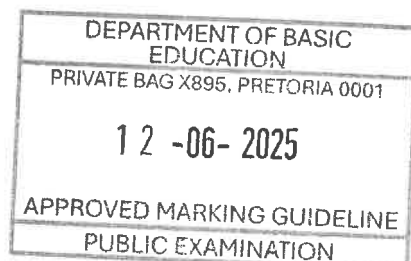 DEPARTMENT OF BASIC
EDUCATION
PRIVATE BAG X895, PRETORIA 0001
12 -06- 2025
APPROVED MARKING GUIDELINE
PUBLIC EXAMINATION